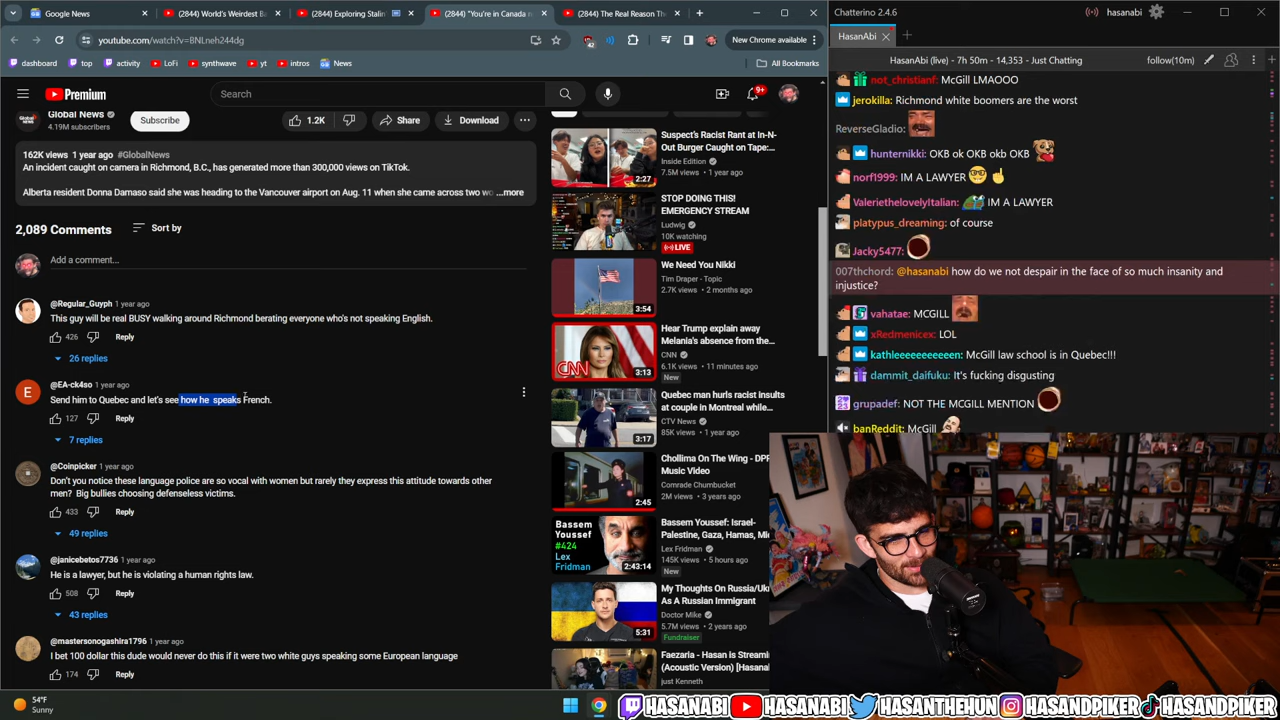 Google News
(2844) World's Weirdest Ba
(2844) Exploring Stalin'
(2844) "You're in Canada n
(2844) The Real Reason The
youtube.com/watch?v=BNLneh244dg
42
New Chrome available
dashboard
top
activity
LoFi
synthwave
yt
intros
News
All Bookmarks
Premium
Search
9+
Global News
4.19M subscribers
Subscribe
1.2K
Share
Download
162K views 1 year ago #GlobalNews
An incident caught on camera in Richmond, B.C., has generated more than 300,000 views on TikTok.
Alberta resident Donna Damaso said she was heading to the Vancouver airport on Aug. 11 when she came across two wo ...more
2,089 Comments
Sort by
Add a comment...
@Regular_Guyph 1 year ago
This guy will be real BUSY walking around Richmond berating everyone who's not speaking English.
426
Reply
26 replies
E
@EA-ck4so 1 year ago
Send him to Quebec and let's see how he speaks French.
127
Reply
7 replies
@Coinpicker 1 year ago
Don't you notice these language police are so vocal with women but rarely they express this attitude towards other
men? Big bullies choosing defenseless victims.
433
Reply
49 replies
@janicebetos7736 1 year ago
He is a lawyer, but he is violating a human rights law.
508
Reply
43 replies
@mastersonogashira1796 1 year ago
I bet 100 dollar this dude would never do this if it were two white guys speaking some European language
174
Reply
Suspect's Racist Rant at In-N-
Out Burger Caught on Tape:...
Inside Edition
7.5M views • 1 year ago
2:27
STOP DOING THIS!
EMERGENCY STREAM
Ludwig
10K watching
LIVE
We Need You Nikki
Tim Draper - Topic
2.7K views • 2 months ago
3:54
Hear Trump explain away
Melania's absence from the...
CNN
6.1K views • 11 minutes ago
New
CNN
3:13
Quebec man hurls racist insults
at couple in Montreal while...
CTV News
85K views • 1 year ago
3:17
Chollima On The Wing - DPF
Music Video
Comrade Chumbucket
2M views • 3 years ago
2:45
Bassem Youssef: Israel-
Palestine, Gaza, Hamas, Mi
Lex Fridman
145K views • 5 hours ago
New
BASSEM
YOUSSEF
#424
LEX
FRIDMAN
2:43:14
My Thoughts On Russia/Uk
As A Russian Immigrant
Doctor Mike
5.7M views • 2 years ago
Fundraiser
5:31
Faezaria - Hasan is Stream
(Acoustic Version) [Hasana
just Kenneth
54°F
Sunny
Chatterino 2.4.6
hasanabi
HasanAbi
HasanAbi (live) - 7h 50m - 14,353 - Just Chatting
follow(10m)
not_christianf: McGill LMAOOO
jerokilla: Richmond white boomers are the worst
ReverseGladio:
hunternikki: OKB ok OKB okb OKB
norf1999: IM A LAWYER
ValeriethelovelyItalian: IM A LAWYER
platypus_dreaming: of course
Jacky5477:
007thchord: @hasanabi how do we not despair in the face of so much insanity and
injustice?
vahatae: MCGILL
xRedmenicex: LOL
kathleeeeeeeeeen: McGill law school is in Quebec!!!
dammit_daifuku: It's fucking disgusting
grupadef: NOT THE MCGILL MENTION
banReddit: McGill
HASANABI
HASANABI
HASANTHEHUN
HASANDPIKER
HASANDPIKER